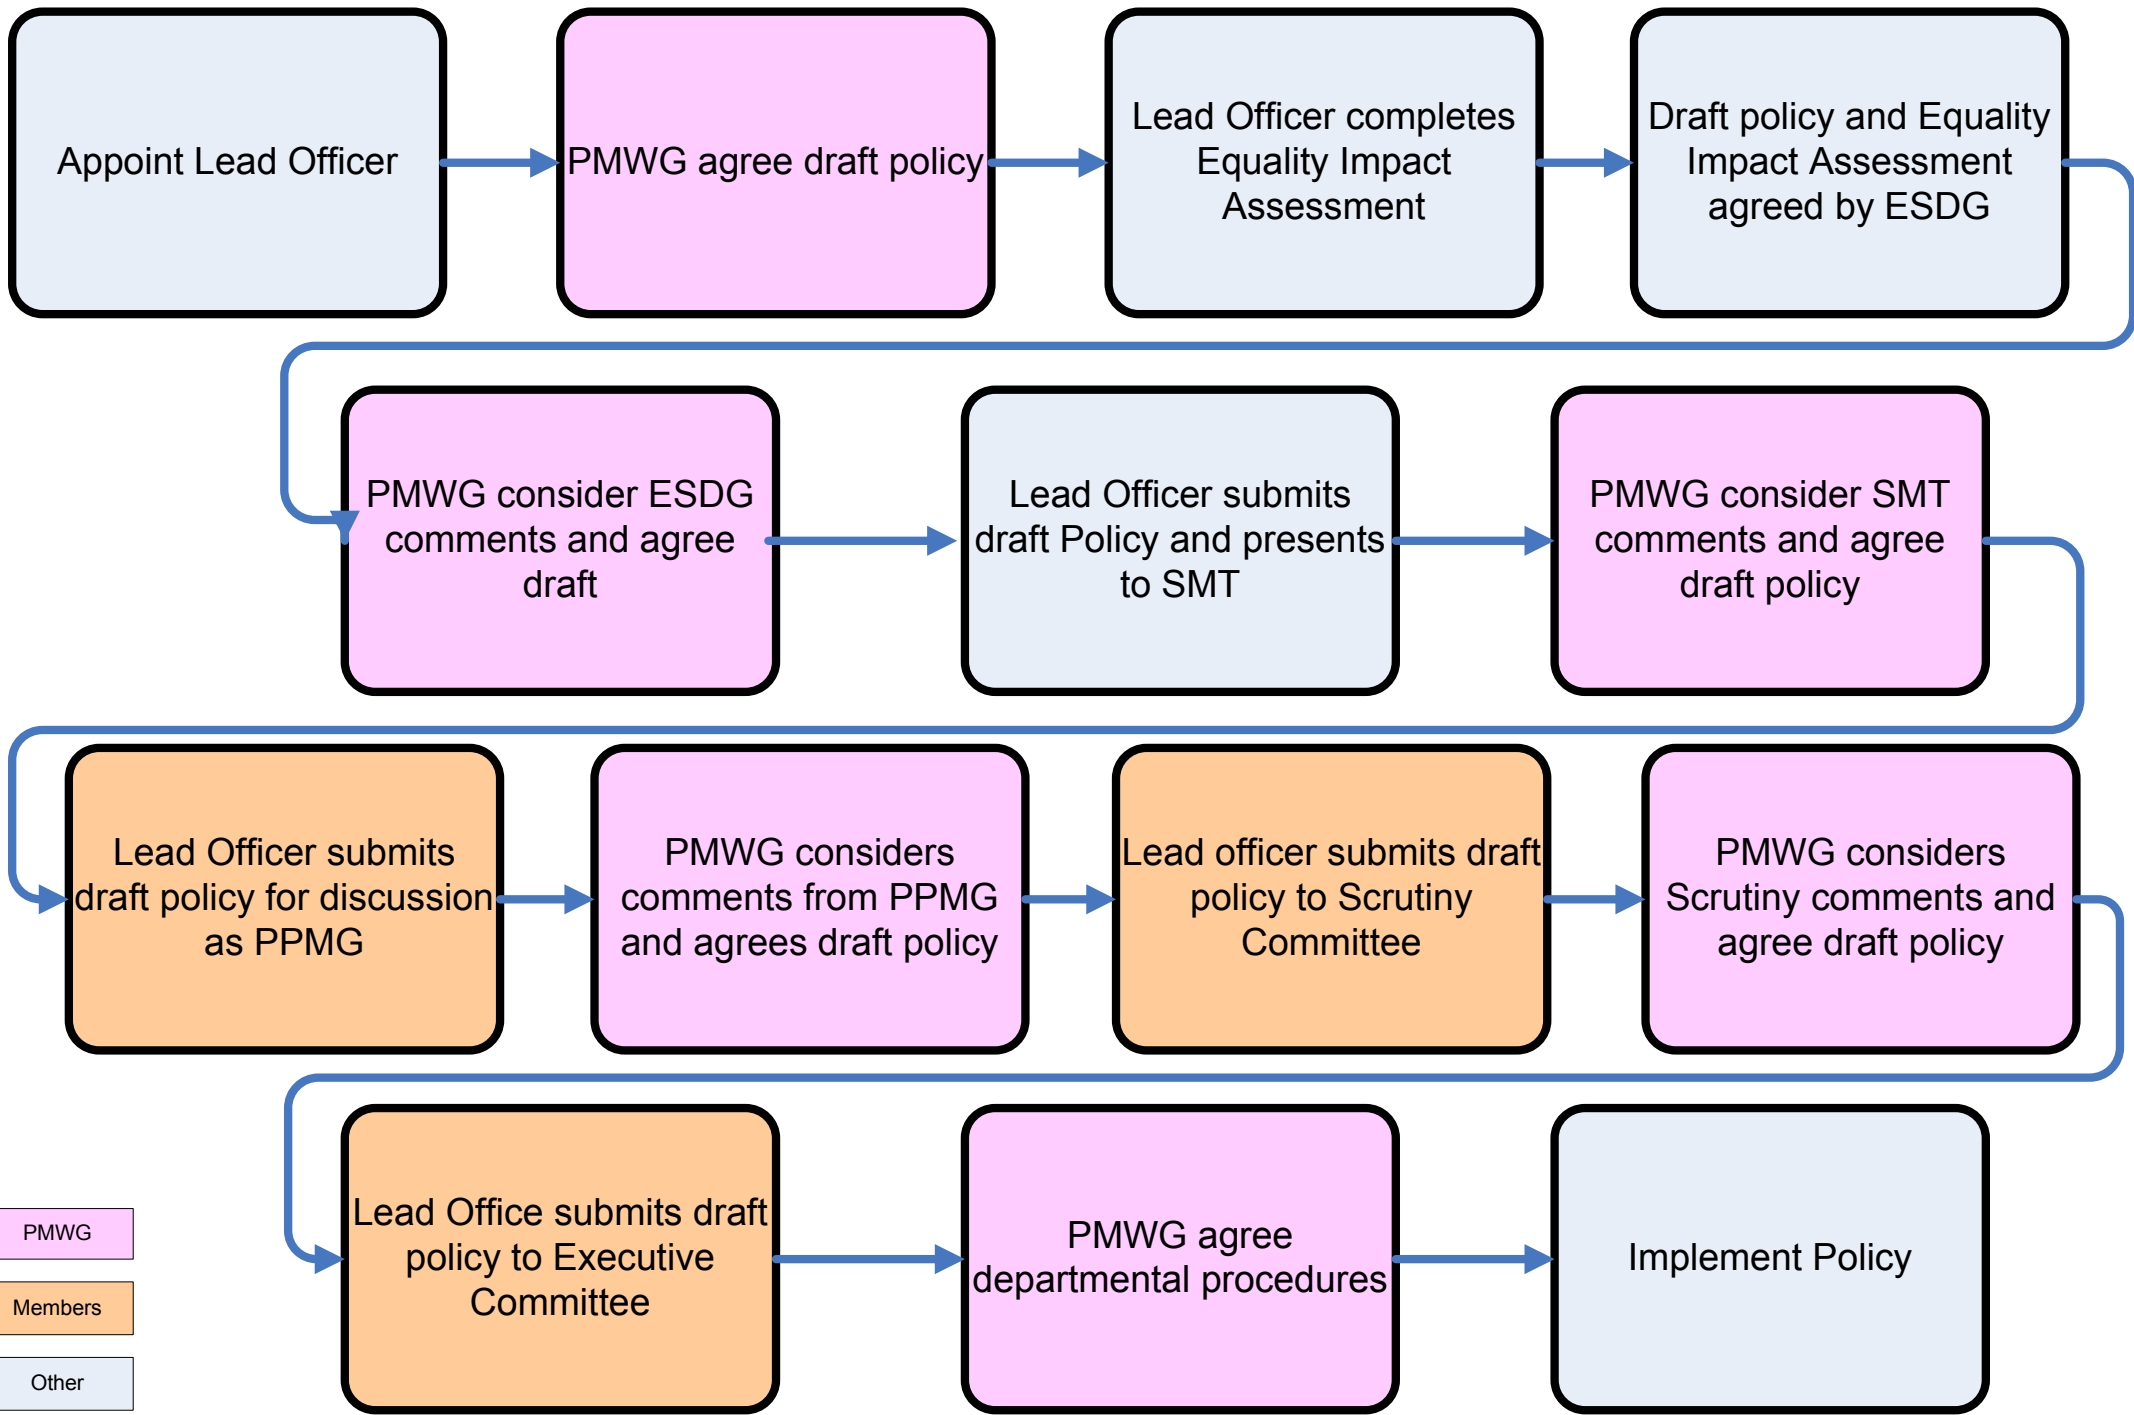 Appoint Lead Officer
PMWG agree draft policy
Lead Officer completes
Equality Impact
Assessment
Draft policy and Equality
Impact Assessment
agreed by ESDG
PMWG consider ESDG
comments and agree
draft
Lead Officer submits
draft Policy and presents
to SMT
PMWG consider SMT
comments and agree
draft policy
Lead Officer submits
draft policy for discussion
as PPMG
PMWG considers
comments from PPMG
and agrees draft policy
Lead officer submits draft
policy to Scrutiny
Committee
PMWG considers
Scrutiny comments and
agree draft policy
Lead Office submits draft
policy to Executive
Committee
PMWG agree
departmental procedures
Implement Policy
PMWG
Members
Other